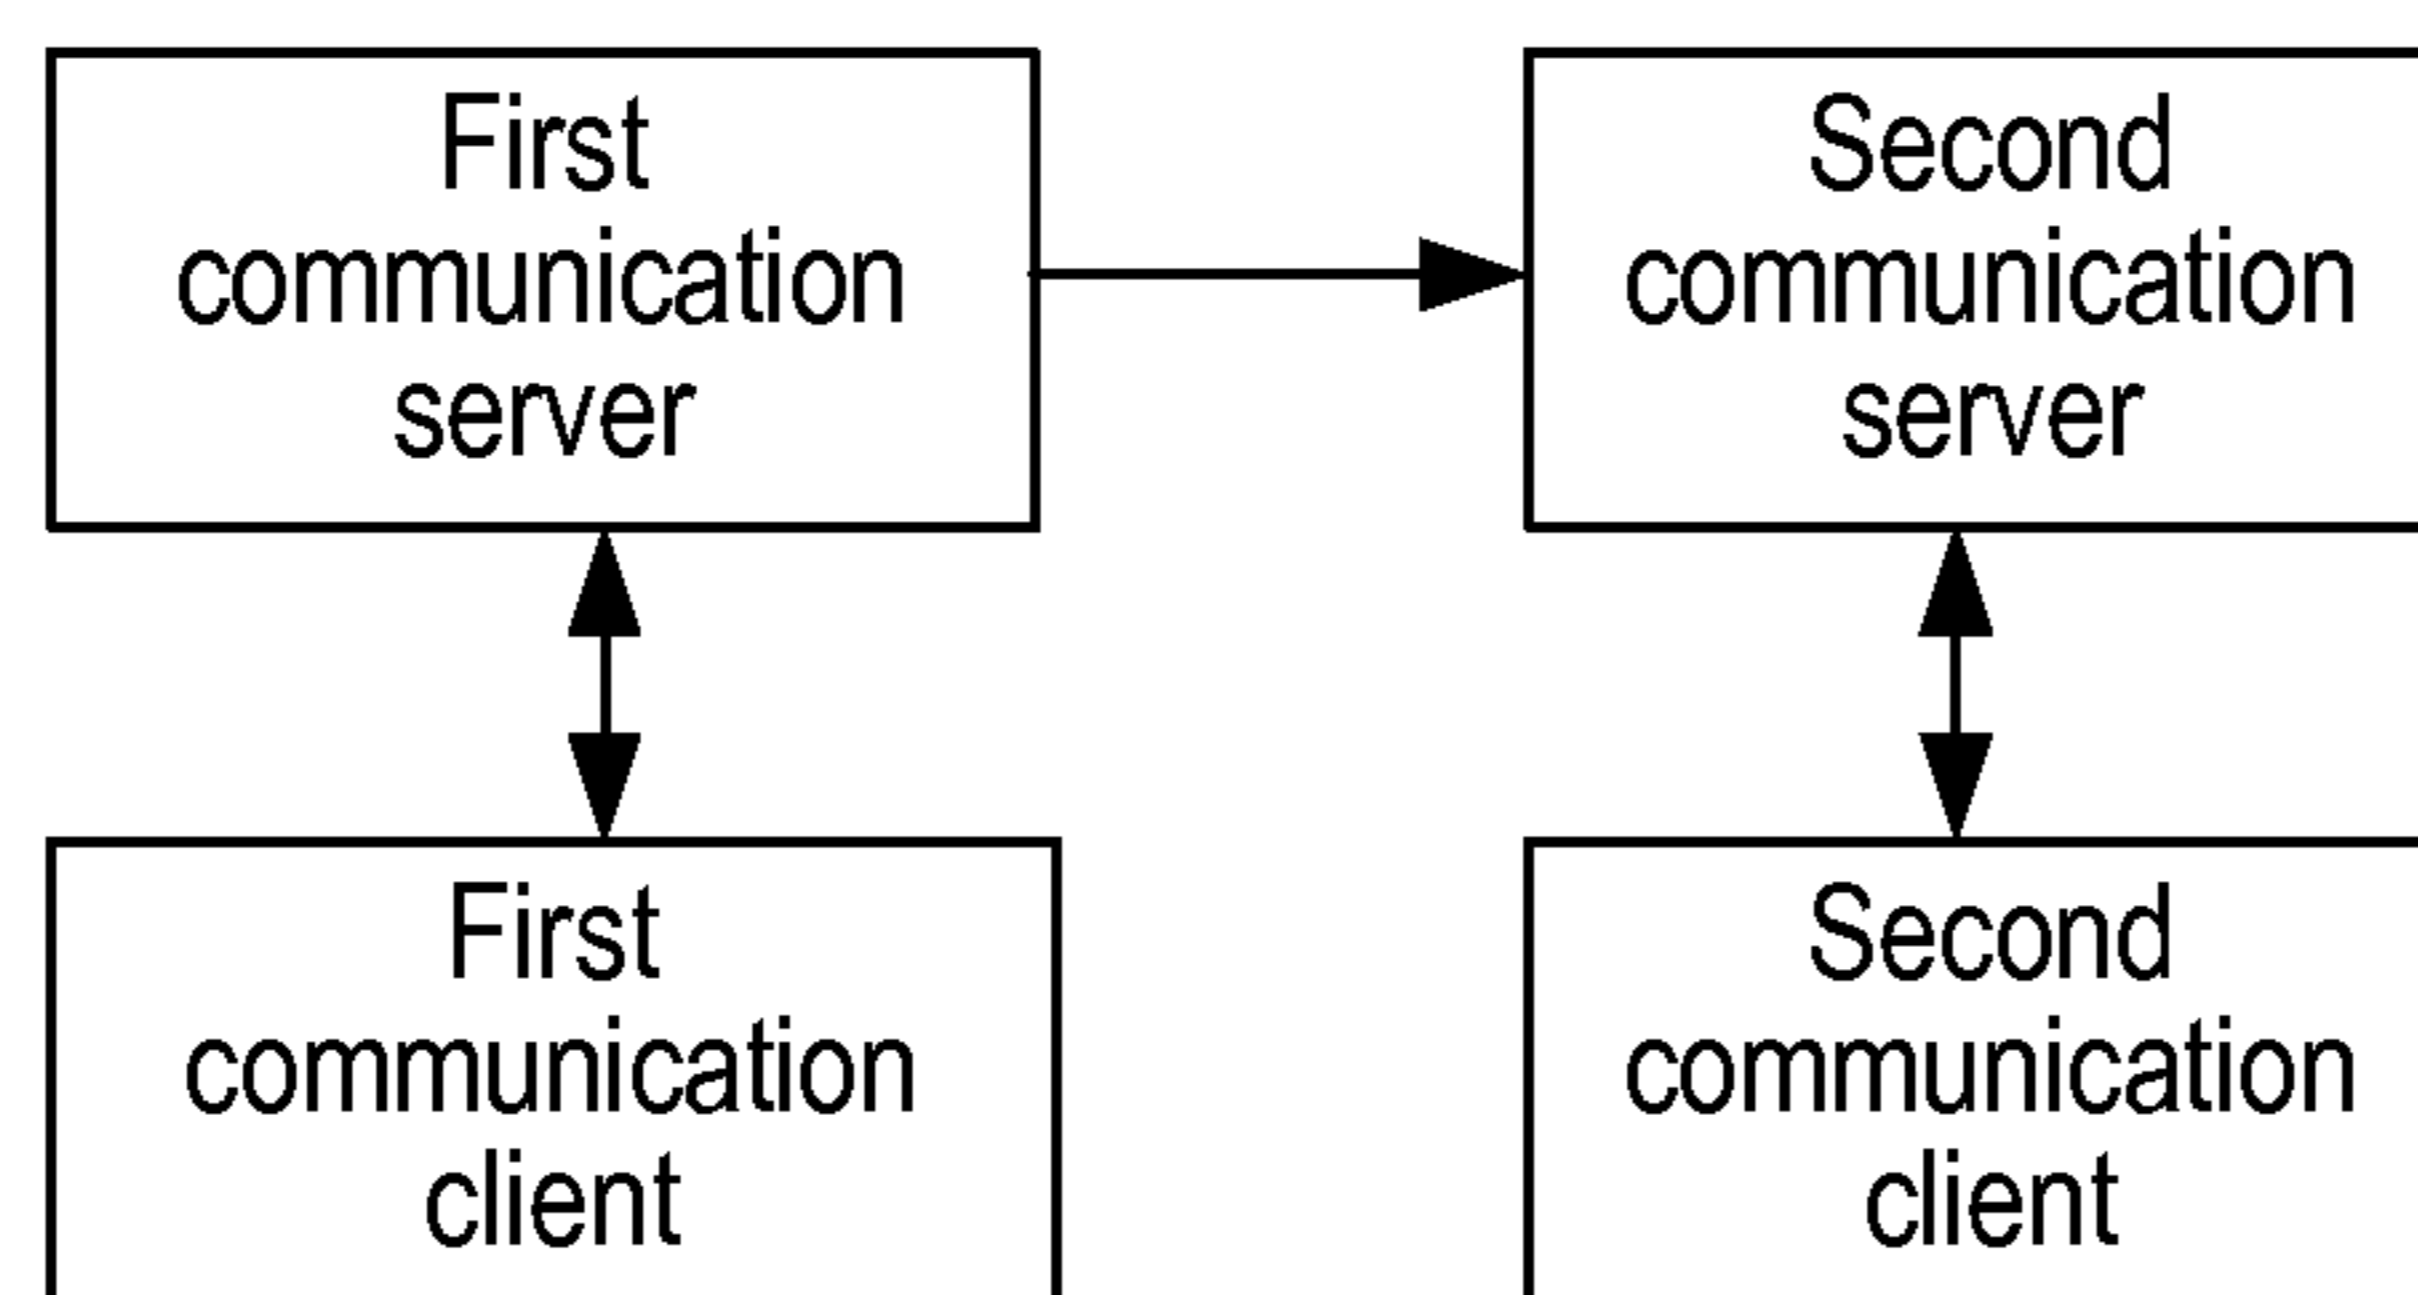 First
communication
server
Second
communication
server
First
communication
client
Second
communication
client